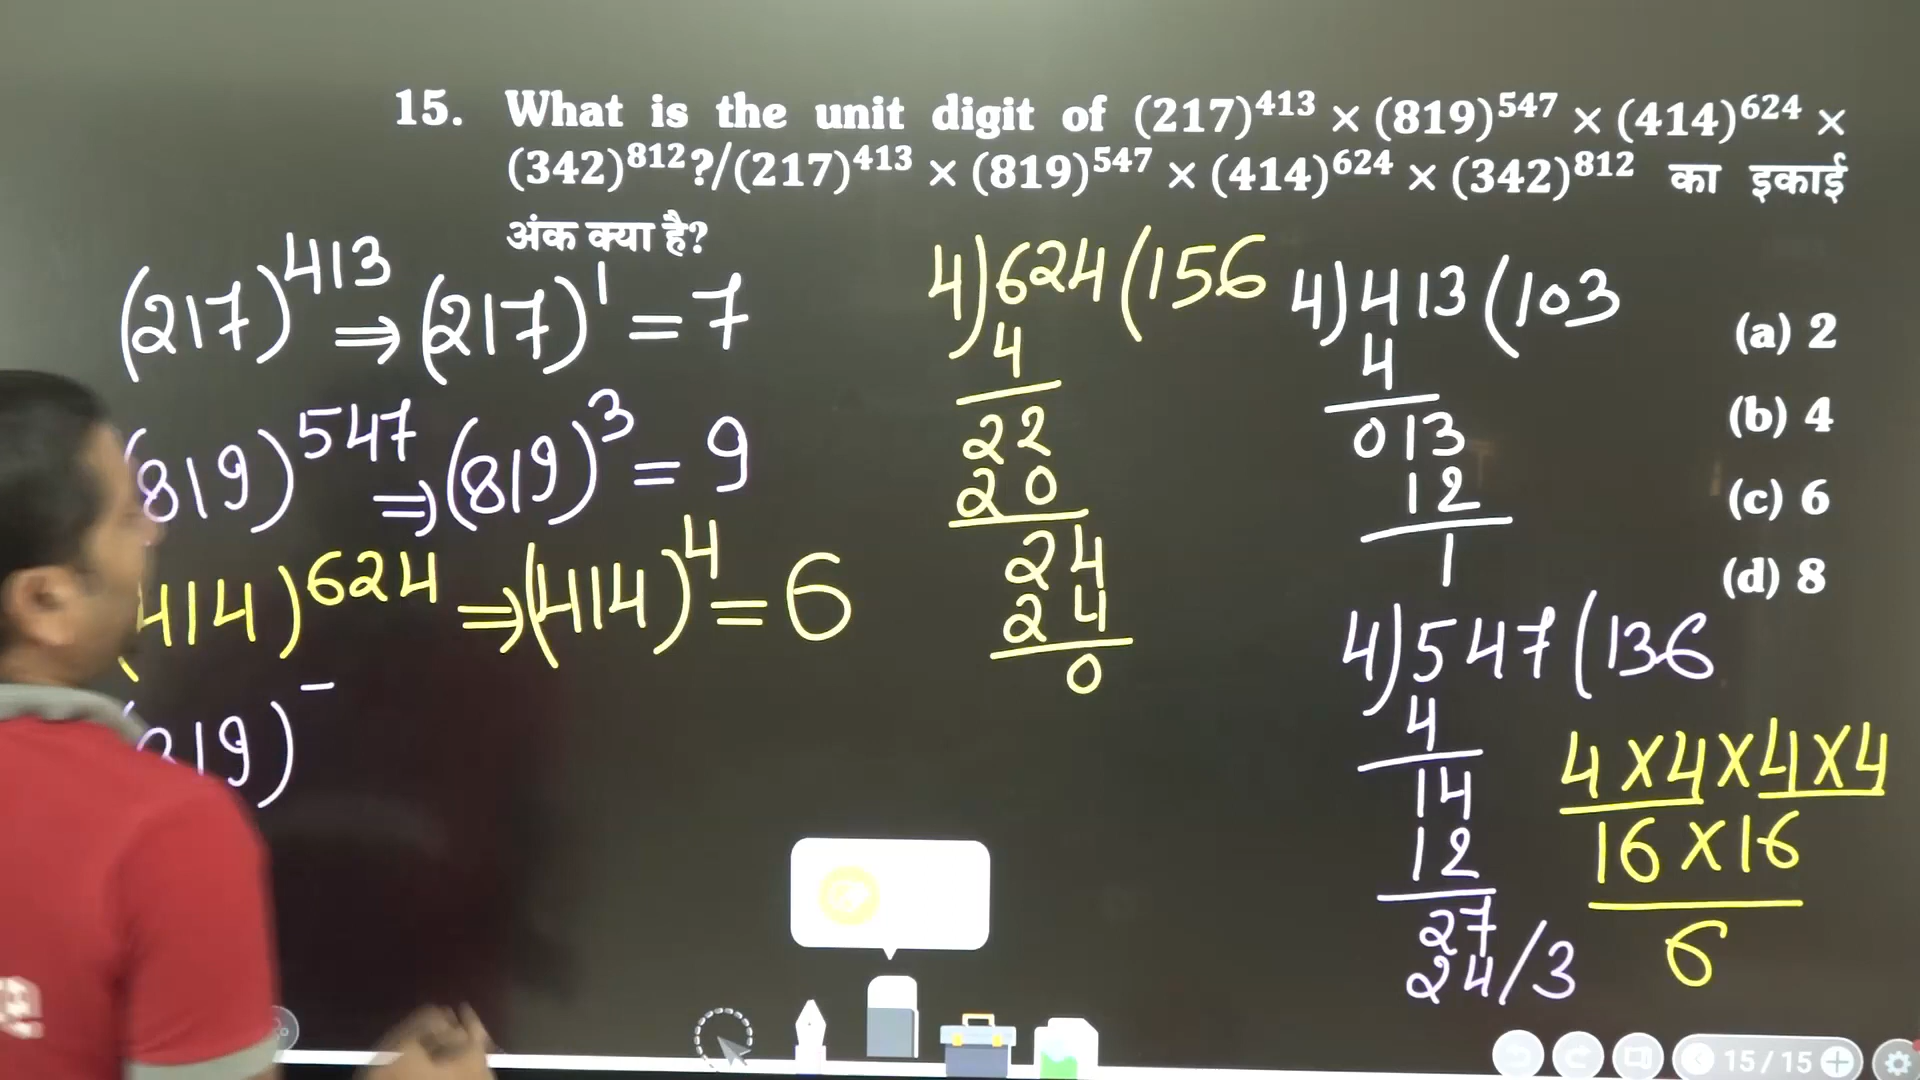 15. What is the unit digit of (217)⁴¹³ × (819)⁵⁴⁷ × (414)⁶²⁴ ×
(342)⁸¹²?/(217)⁴¹³ × (819)⁵⁴⁷ × (414)⁶²⁴ × (342)⁸¹² का इकाई
अंक क्या है?
(a) 2
(b) 4
(c) 6
(d) 8
(217)⁴¹³ ⇒ (217)¹ = 7
(819)⁵⁴⁷ ⇒ (819)³ = 9
(414)⁶²⁴ ⇒ (414)⁴ = 6
19)⁻
4)624(156
4
22
20
24
24
0
4)413(103
4
013
12
1
4)547(136
4
14
12
27
24/3
4×4×4×4
16×16
6
15/15